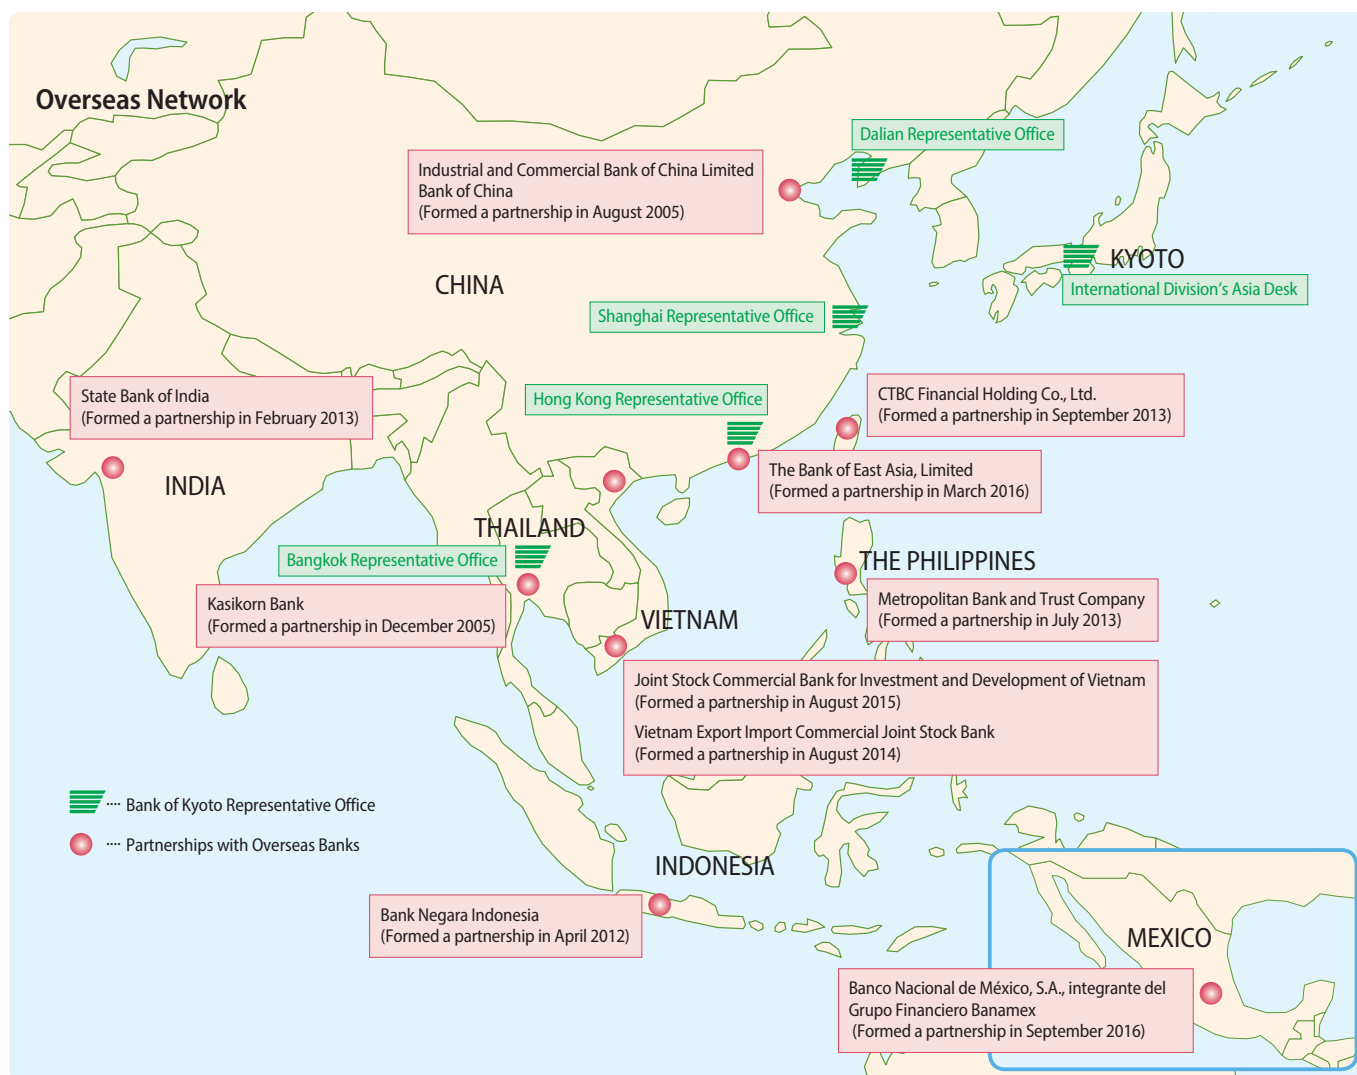 Overseas Network
Dalian Representative Office
Industrial and Commercial Bank of China Limited
Bank of China
(Formed a partnership in August 2005)
KYOTO
International Division's Asia Desk
CHINA
Shanghai Representative Office
State Bank of India
(Formed a partnership in February 2013)
Hong Kong Representative Office
CTBC Financial Holding Co., Ltd.
(Formed a partnership in September 2013)
The Bank of East Asia, Limited
(Formed a partnership in March 2016)
INDIA
THAILAND
Bangkok Representative Office
THE PHILIPPINES
Kasikorn Bank
(Formed a partnership in December 2005)
Metropolitan Bank and Trust Company
(Formed a partnership in July 2013)
VIETNAM
Joint Stock Commercial Bank for Investment and Development of Vietnam
(Formed a partnership in August 2015)
Vietnam Export Import Commercial Joint Stock Bank
(Formed a partnership in August 2014)
···· Bank of Kyoto Representative Office
···· Partnerships with Overseas Banks
INDONESIA
Bank Negara Indonesia
(Formed a partnership in April 2012)
MEXICO
Banco Nacional de México, S.A., integrante del
Grupo Financiero Banamex
(Formed a partnership in September 2016)